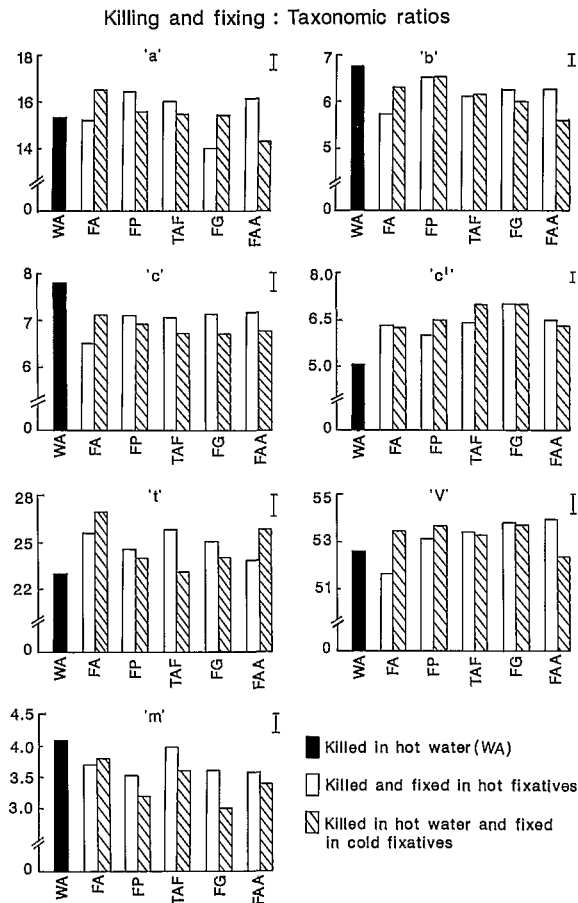 Killing and fixing : Taxonomic ratios
'a'
18
16
14
0
WA
FA
FP
TAF
FG
FAA
'b'
7
6
5
0
WA
FA
FP
TAF
FG
FAA
'c'
8
7
6
0
WA
FA
FP
TAF
FG
FAA
'c''
8.0
6.5
5.0
0
WA
FA
FP
TAF
FG
FAA
't'
28
25
22
0
WA
FA
FP
TAF
FG
FAA
'V'
55
53
51
0
WA
FA
FP
TAF
FG
FAA
'm'
4.5
4.0
3.5
3.0
0
WA
FA
FP
TAF
FG
FAA
Killed in hot water (WA)
Killed and fixed in hot fixatives
Killed in hot water and fixed
in cold fixatives